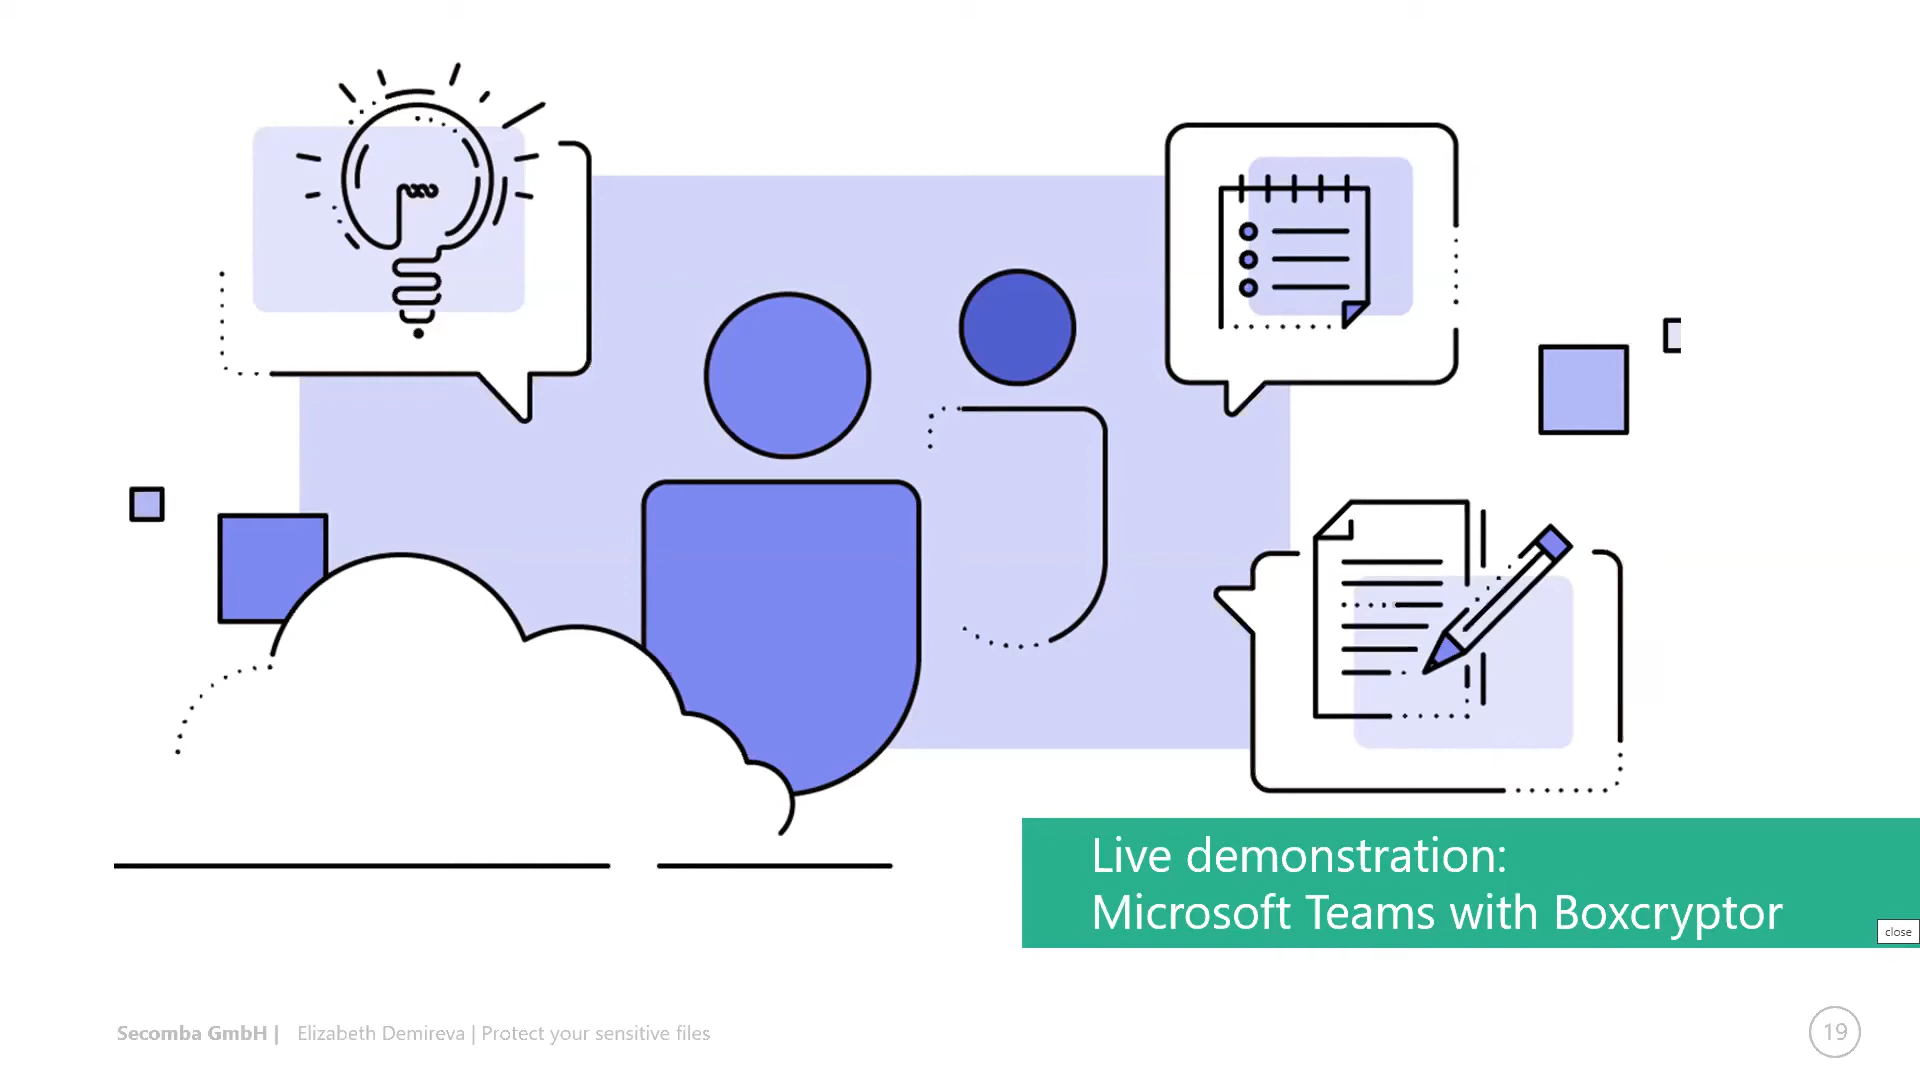 Live demonstration:
Microsoft Teams with Boxcryptor
close
Secomba GmbH | Elizabeth Demireva | Protect your sensitive files
19